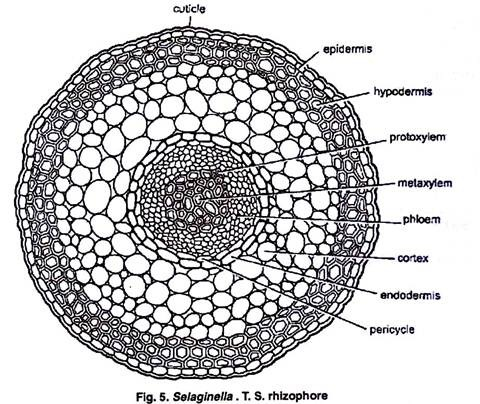 cuticle
epidermis
hypodermis
protoxylem
metaxylem
phloem
cortex
endodermis
pericycle
Fig. 5. Selaginella. T. S. rhizophore